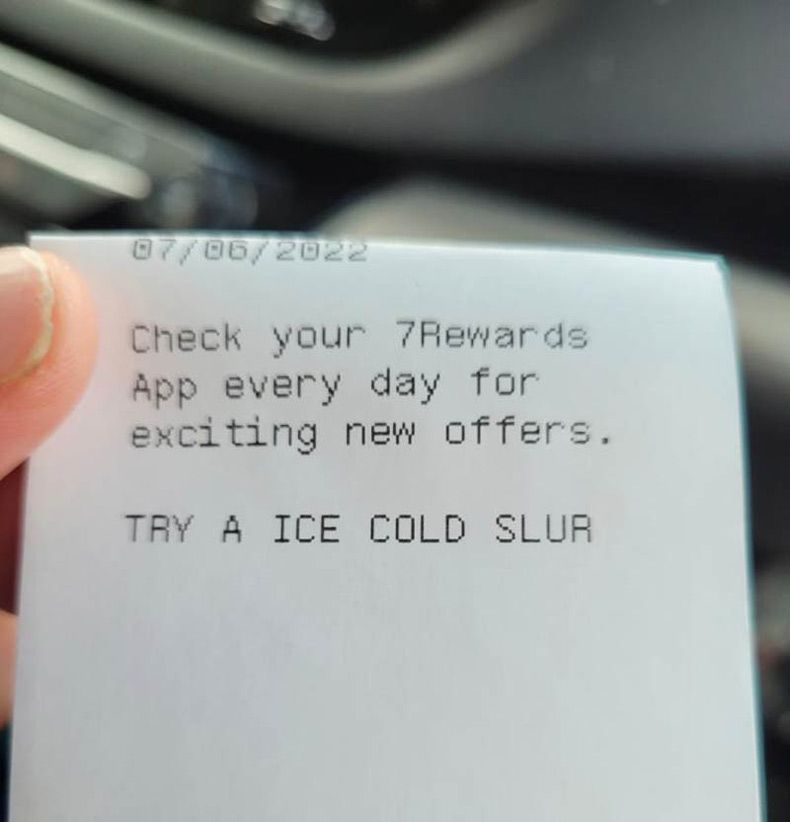 07/06/2022
Check your 7Rewards
App every day for
exciting new offers.
TRY A ICE COLD SLUR